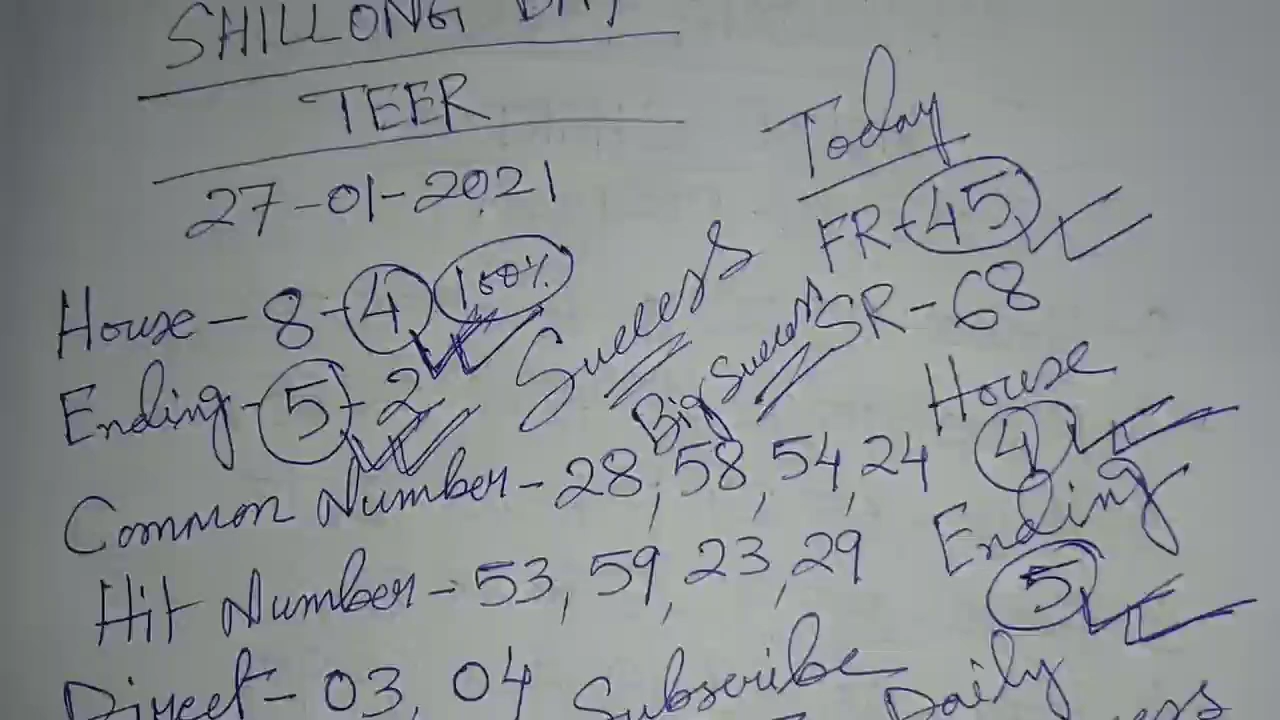 SHILLONG DAY
TEER
27-01-2021
Today
FR-45
SR-68
House-8-4 100%
Success
Ending-5-2
Big Success
House
4
Common Number-28,58,54,24
Ending
5
Hit Number-53,59,23,29
Direct-03,04
Subscribe
Daily